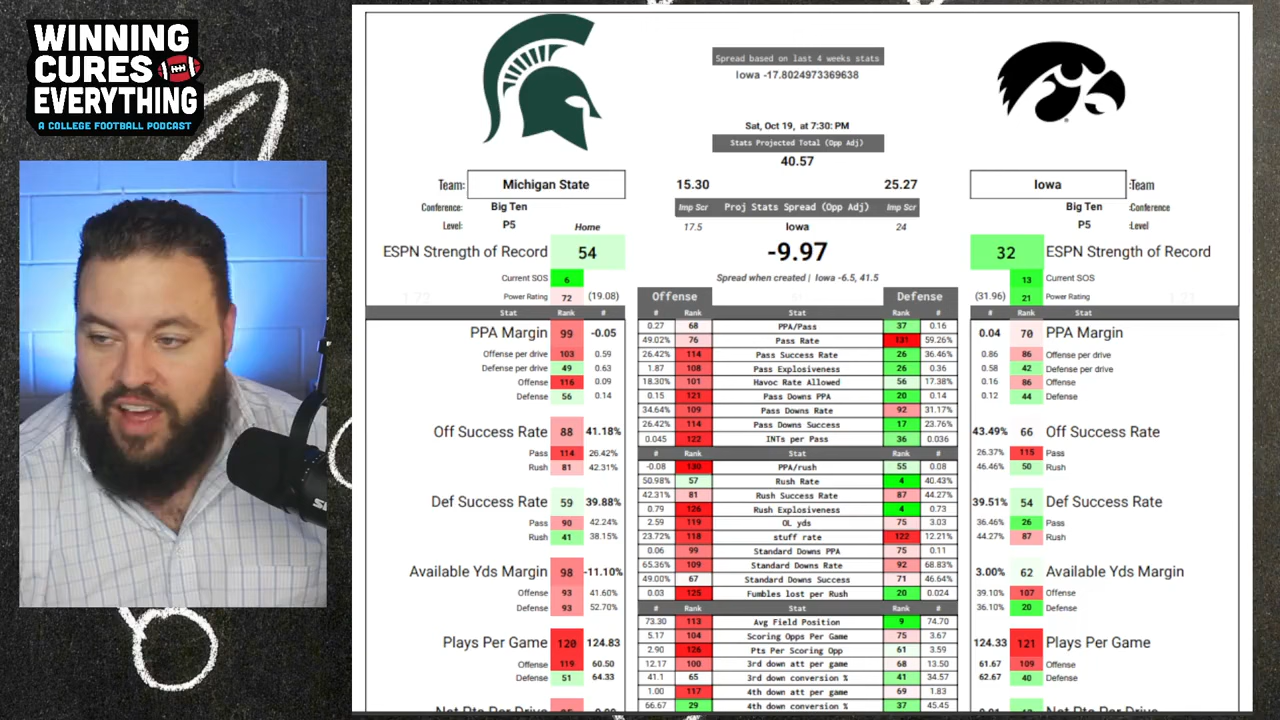 WINNING
CURES
EVERYTHING
A COLLEGE FOOTBALL PODCAST
Spread based on last 4 weeks stats
Iowa -17.8024973369638
Sat, Oct 19, at 7:30: PM
Stats Projected Total (Opp Adj)
40.57
Team: Michigan State 15.30 25.27 Iowa :Team
Conference: Big Ten Imp Scr Proj Stats Spread (Opp Adj) Imp Scr Big Ten :Conference
Level: P5 Home 17.5 Iowa 24 P5 :Level
ESPN Strength of Record 54 -9.97 32 ESPN Strength of Record
Current SOS 6 Spread when created | Iowa -6.5, 41.5 13 Current SOS
Power Rating 72 (19.08) Offense Defense (31.96) 21 Power Rating
Stat Rank # # Rank Stat Rank # # Rank Stat
PPA Margin 99 -0.05 0.27 68 PPA/Pass 37 0.16 0.04 70 PPA Margin
49.02% 76 Pass Rate 131 59.26%
Offense per drive 103 0.59 26.42% 114 Pass Success Rate 26 36.46% 0.86 86 Offense per drive
Defense per drive 49 0.63 1.87 108 Pass Explosiveness 26 0.36 0.58 42 Defense per drive
Offense 116 0.09 18.30% 101 Havoc Rate Allowed 56 17.38% 0.16 86 Offense
Defense 56 0.14 0.15 121 Pass Downs PPA 20 0.14 0.12 44 Defense
34.64% 109 Pass Downs Rate 92 31.17%
Off Success Rate 88 41.18% 26.42% 114 Pass Downs Success 17 23.76% 43.49% 66 Off Success Rate
0.045 122 INTs per Pass 36 0.036
Pass 114 26.42% # Rank Stat Rank # 26.37% 115 Pass
Rush 81 42.31% -0.08 130 PPA/rush 55 0.08 46.46% 50 Rush
50.98% 57 Rush Rate 4 40.43%
42.31% 81 Rush Success Rate 87 44.27%
Def Success Rate 59 39.88% 0.79 126 Rush Explosiveness 4 0.73 39.51% 54 Def Success Rate
Pass 90 42.24% 2.59 119 OL yds 75 3.03 36.46% 26 Pass
Rush 41 38.15% 23.72% 118 stuff rate 122 12.21% 44.27% 87 Rush
0.06 99 Standard Downs PPA 75 0.11
Available Yds Margin 98 -11.10% 65.36% 109 Standard Downs Rate 92 68.83% 3.00% 62 Available Yds Margin
49.00% 67 Standard Downs Success 71 46.64%
Offense 93 41.60% 0.03 125 Fumbles lost per Rush 20 0.024 39.10% 107 Offense
Defense 93 52.70% # Rank Stat Rank # 36.10% 20 Defense
73.30 113 Avg Field Position 9 74.70
Plays Per Game 120 124.83 5.17 104 Scoring Opps Per Game 75 3.67 124.33 121 Plays Per Game
2.90 126 Pts Per Scoring Opp 61 3.59
Offense 119 60.50 12.17 100 3rd down att per game 68 13.50 61.67 109 Offense
Defense 51 64.33 41.1 65 3rd down conversion % 41 34.57 62.67 40 Defense
1.00 117 4th down att per game 69 1.83
66.67 29 4th down conversion % 37 45.45